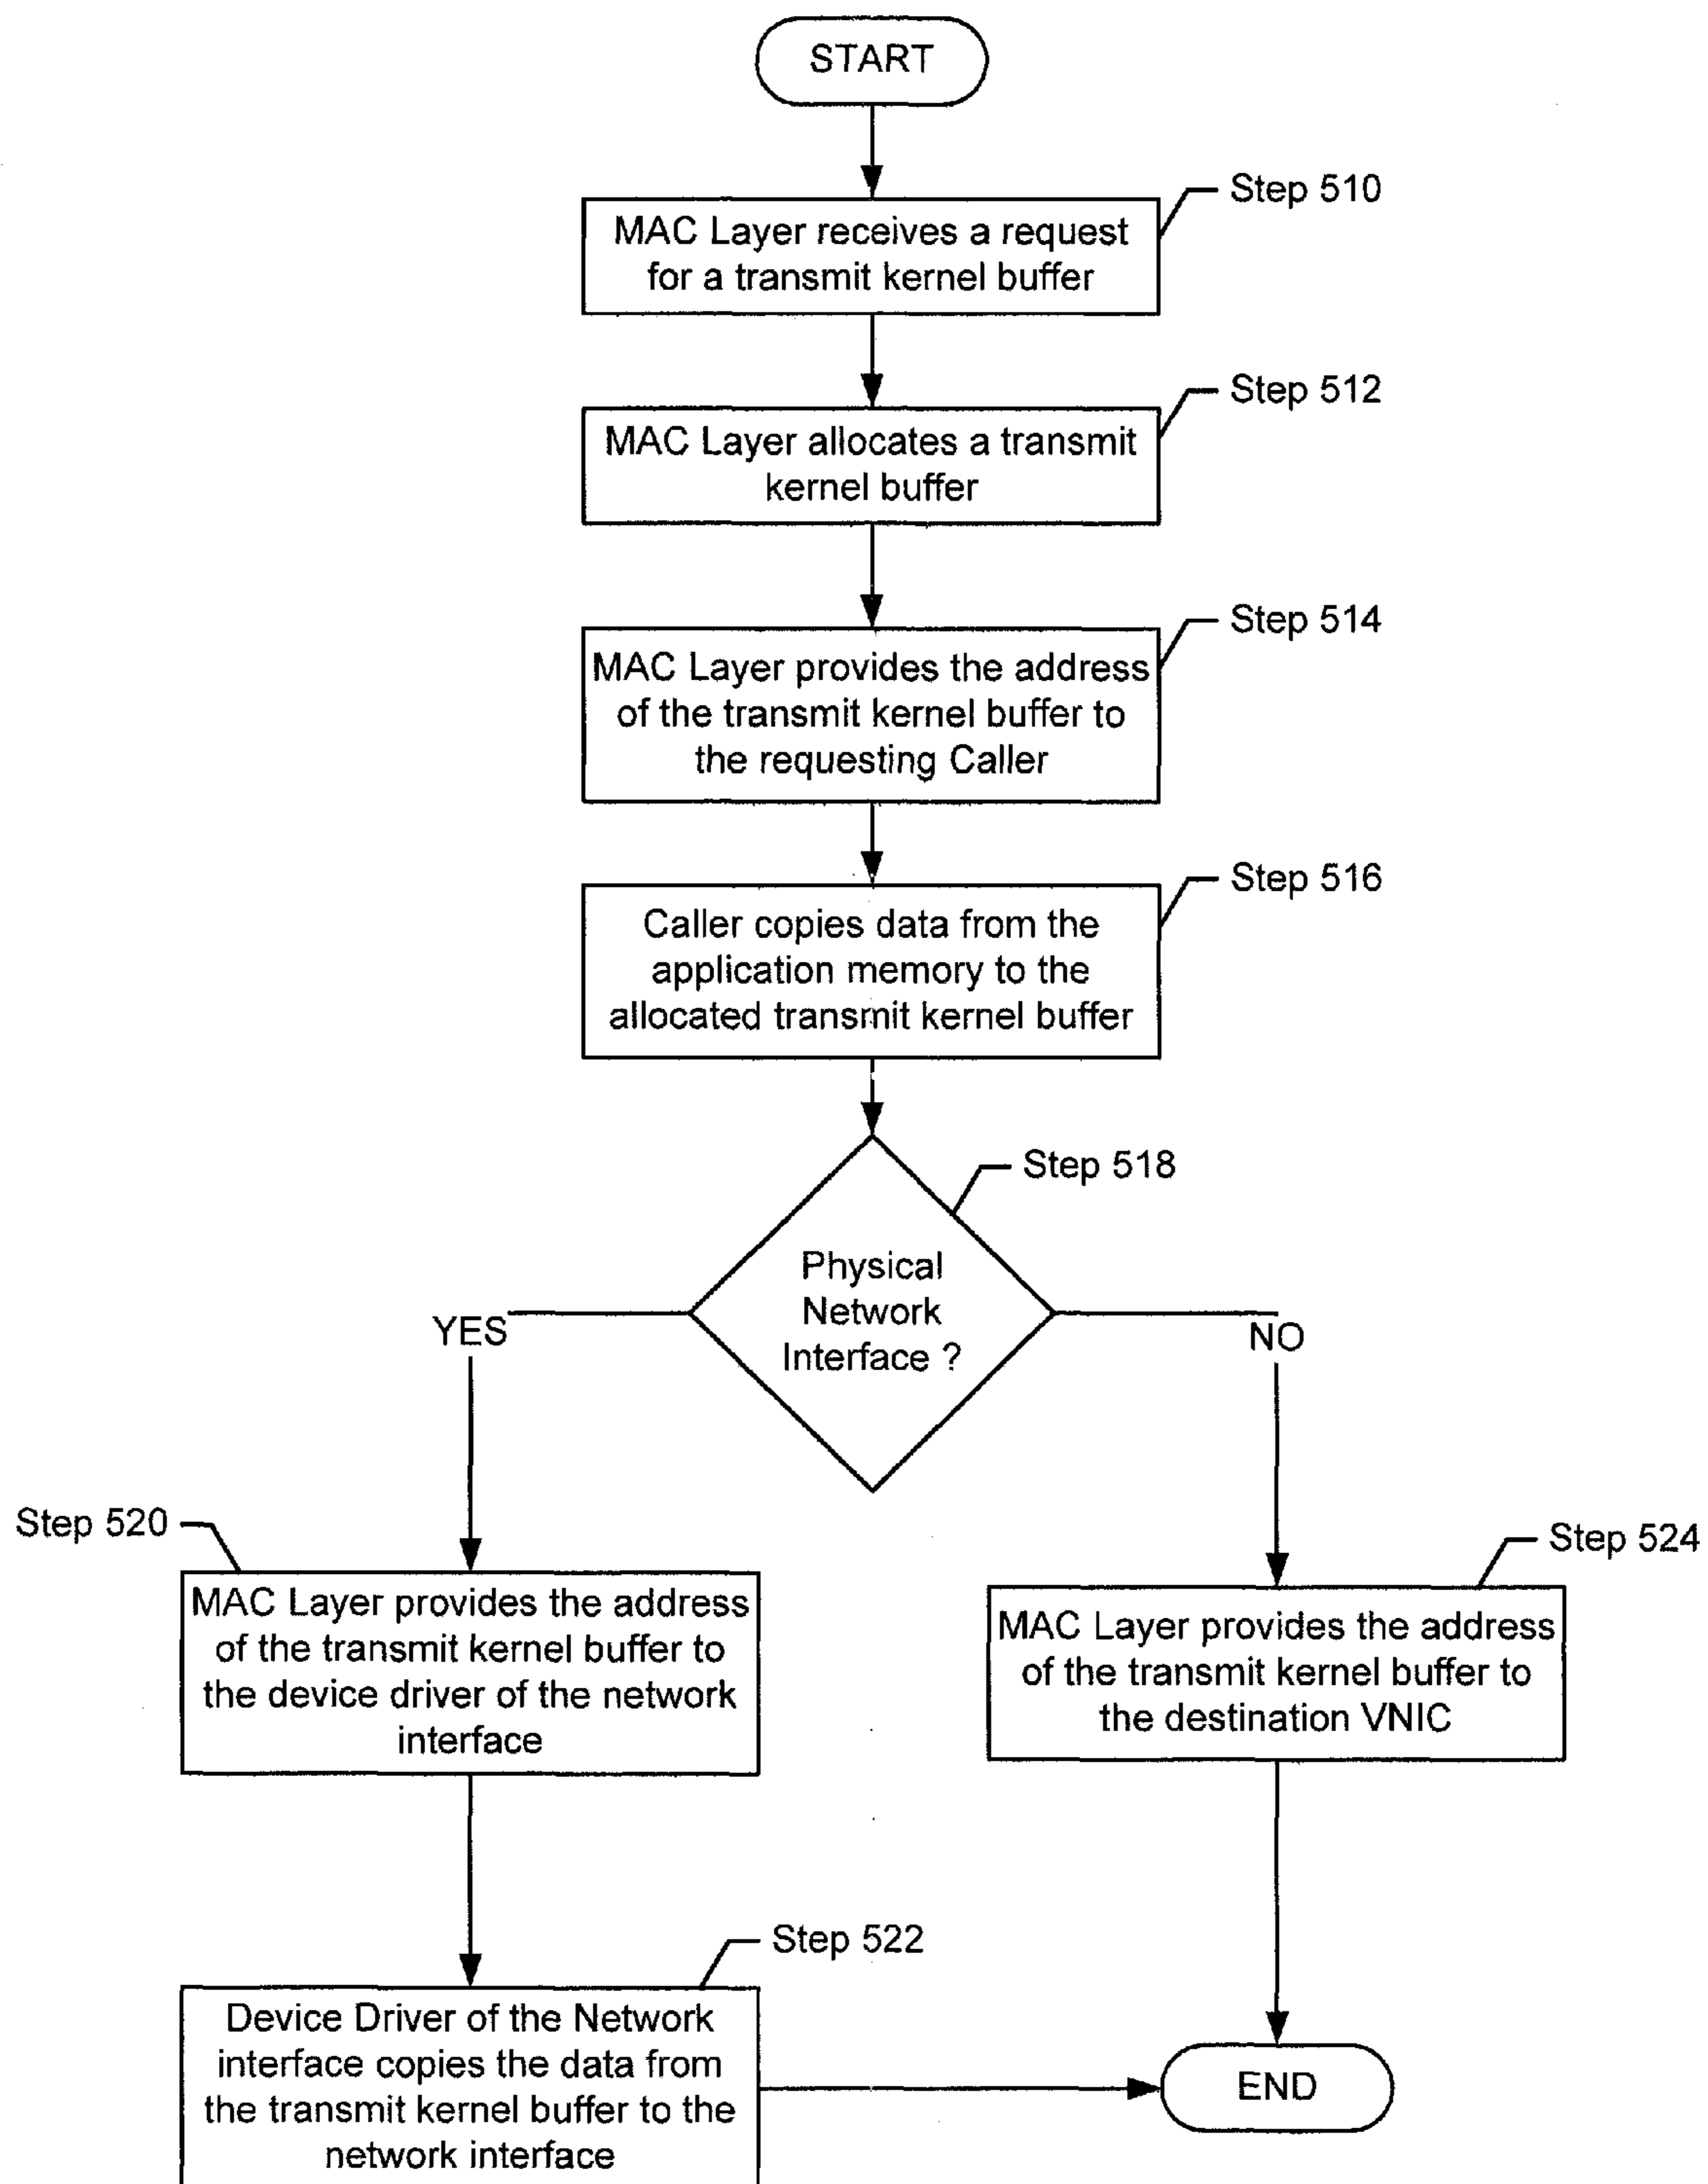 START
Step 510
MAC Layer receives a request
for a transmit kernel buffer
Step 512
MAC Layer allocates a transmit
kernel buffer
Step 514
MAC Layer provides the address
of the transmit kernel buffer to
the requesting Caller
Step 516
Caller copies data from the
application memory to the
allocated transmit kernel buffer
Step 518
Physical
Network
Interface ?
YES
NO
Step 520
MAC Layer provides the address
of the transmit kernel buffer to
the device driver of the network
interface
Step 524
MAC Layer provides the address
of the transmit kernel buffer to
the destination VNIC
Step 522
Device Driver of the Network
interface copies the data from
the transmit kernel buffer to the
network interface
END